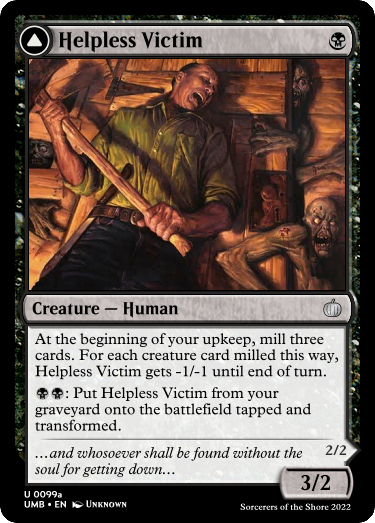 Helpless Victim
Creature — Human
At the beginning of your upkeep, mill three
cards. For each creature card milled this way,
Helpless Victim gets -1/-1 until end of turn.
: Put Helpless Victim from your
graveyard onto the battlefield tapped and
transformed.
…and whosoever shall be found without the
soul for getting down…
2/2
3/2
U 0099a
UMB • EN Unknown
Sorcerers of the Shore 2022